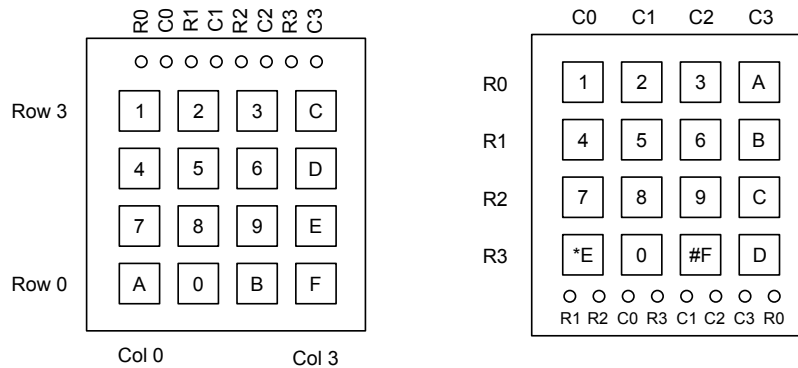 R0 C0 R1 C1 R2 C2 R3 C3
Row 3
1 2 3 C
4 5 6 D
7 8 9 E
Row 0
A 0 B F
Col 0 Col 3
C0 C1 C2 C3
R0 1 2 3 A
R1 4 5 6 B
R2 7 8 9 C
R3 *E 0 #F D
R1 R2 C0 R3 C1 C2 C3 R0